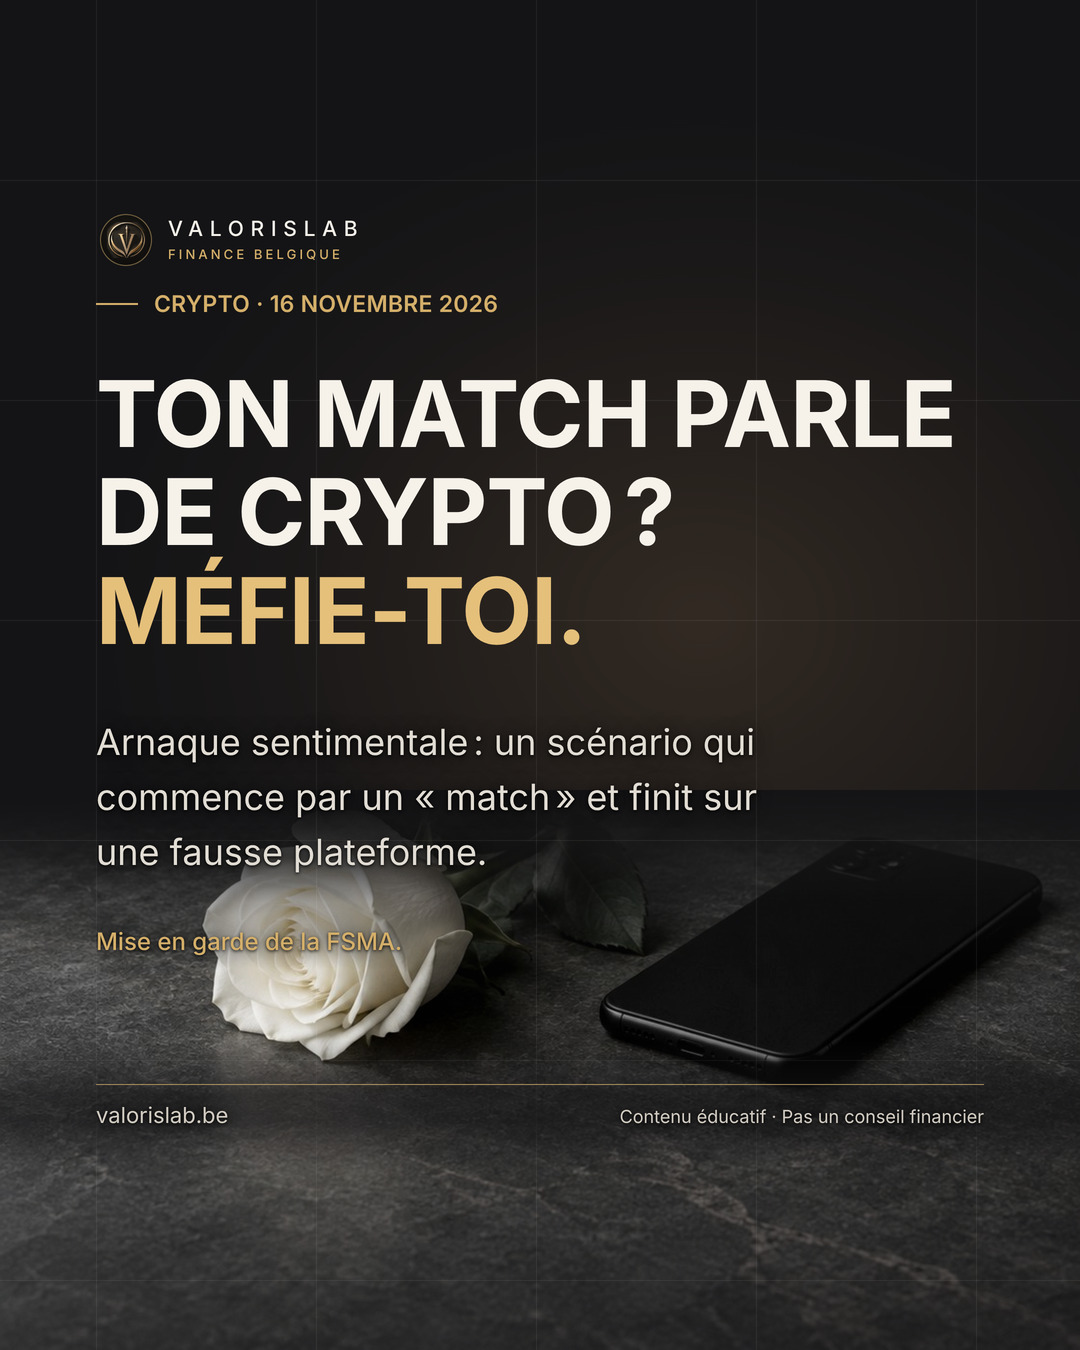 VALORISLAB
FINANCE BELGIQUE
CRYPTO · 16 NOVEMBRE 2026
TON MATCH PARLE
DE CRYPTO ?
MÉFIE-TOI.
Arnaque sentimentale : un scénario qui
commence par un « match » et finit sur
une fausse plateforme.
Mise en garde de la FSMA.
valorislab.be
Contenu éducatif · Pas un conseil financier